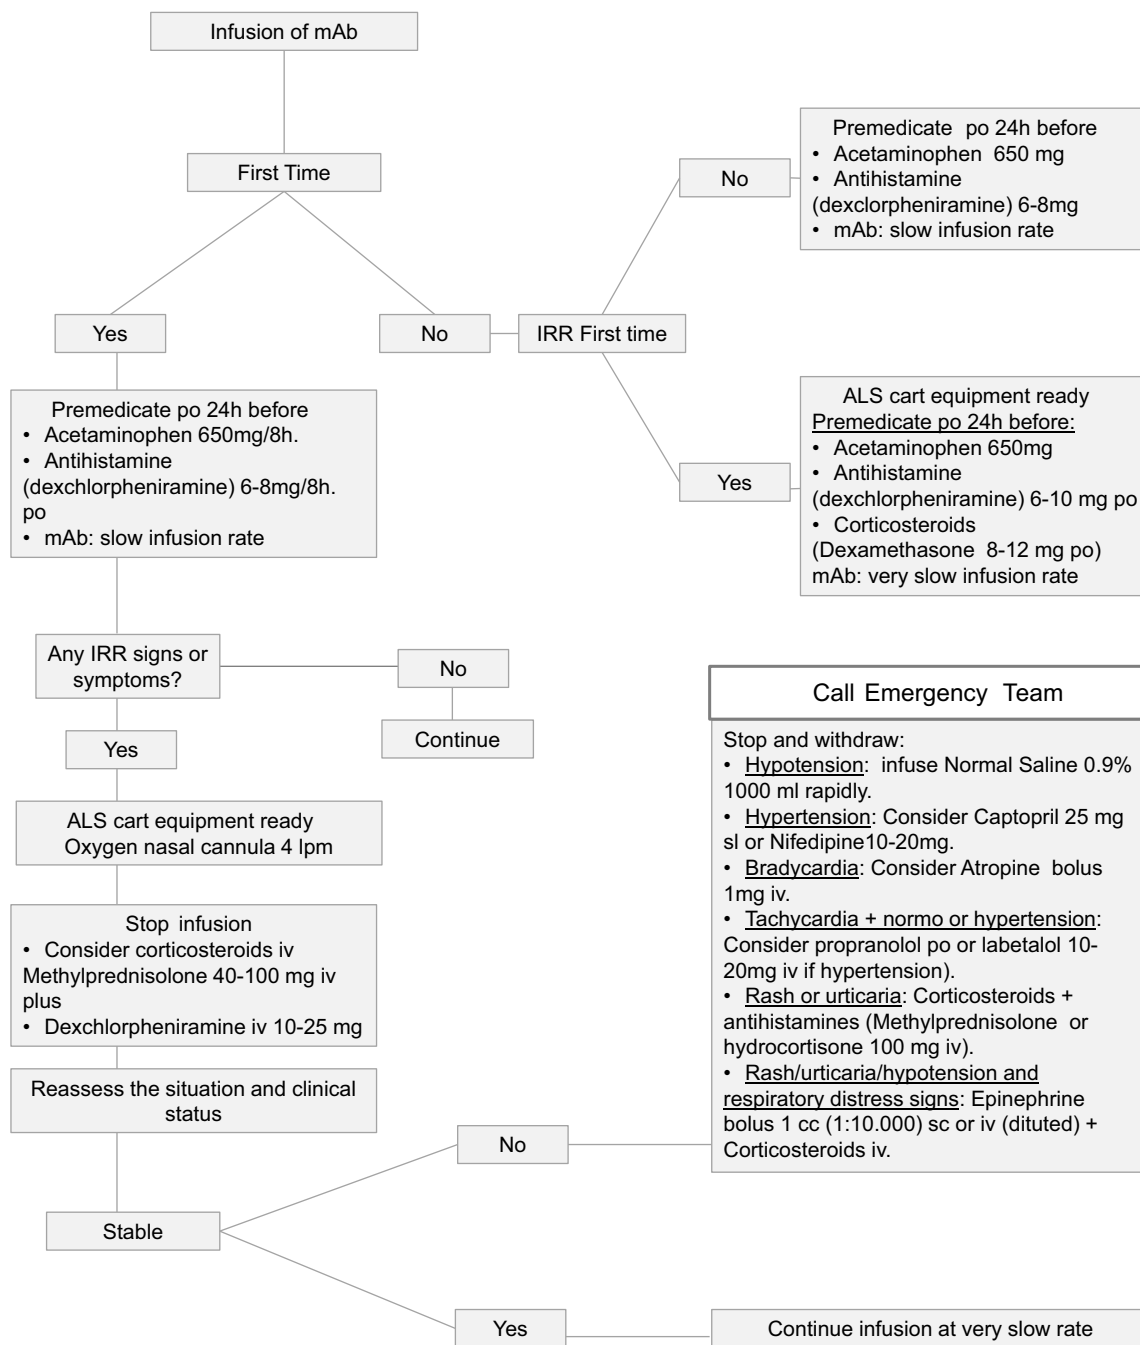 Infusion of mAb
First Time
Yes
No
IRR First time
No
Premedicate po 24h before
• Acetaminophen 650 mg
• Antihistamine
(dexclorpheniramine) 6-8mg
• mAb: slow infusion rate
Yes
ALS cart equipment ready
Premedicate po 24h before:
• Acetaminophen 650mg
• Antihistamine
(dexchlorpheniramine) 6-10 mg po
• Corticosteroids
(Dexamethasone 8-12 mg po)
mAb: very slow infusion rate
Premedicate po 24h before
• Acetaminophen 650mg/8h.
• Antihistamine
(dexchlorpheniramine) 6-8mg/8h.
po
• mAb: slow infusion rate
Any IRR signs or
symptoms?
No
Continue
Yes
ALS cart equipment ready
Oxygen nasal cannula 4 lpm
Stop infusion
• Consider corticosteroids iv
Methylprednisolone 40-100 mg iv
plus
• Dexchlorpheniramine iv 10-25 mg
Reassess the situation and clinical
status
Stable
No
Call Emergency Team
Stop and withdraw:
• Hypotension: infuse Normal Saline 0.9%
1000 ml rapidly.
• Hypertension: Consider Captopril 25 mg
sl or Nifedipine10-20mg.
• Bradycardia: Consider Atropine bolus
1mg iv.
• Tachycardia + normo or hypertension:
Consider propranolol po or labetalol 10-
20mg iv if hypertension).
• Rash or urticaria: Corticosteroids +
antihistamines (Methylprednisolone or
hydrocortisone 100 mg iv).
• Rash/urticaria/hypotension and
respiratory distress signs: Epinephrine
bolus 1 cc (1:10.000) sc or iv (dituted) +
Corticosteroids iv.
Yes
Continue infusion at very slow rate